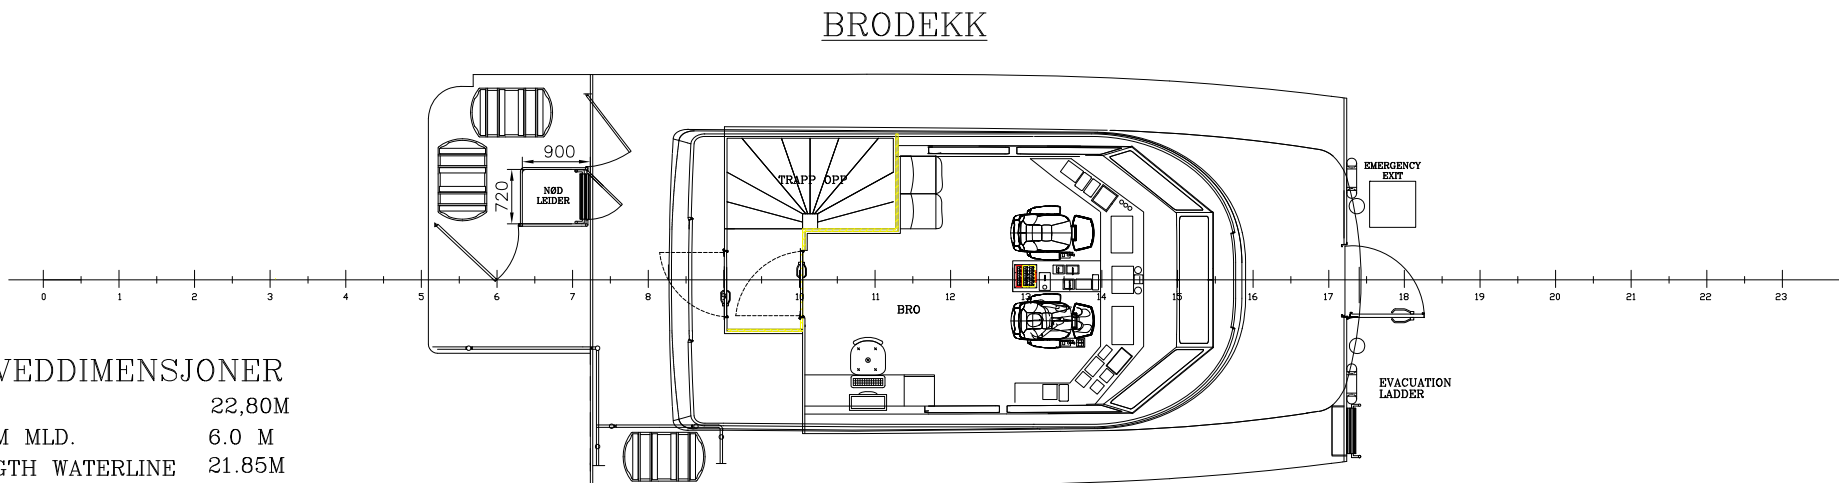 BRODEKK
900
720
NØD
LEIDER
TRAPP OPP
EMERGENCY
EXIT
0 1 2 3 4 5 6 7 8 9 10 11 12 13 14 15 16 17 18 19 20 21 22 23
BRO
VEDDIMENSJONER
22,80M
M MLD. 6.0 M
GTH WATERLINE 21.85M
EVACUATION
LADDER